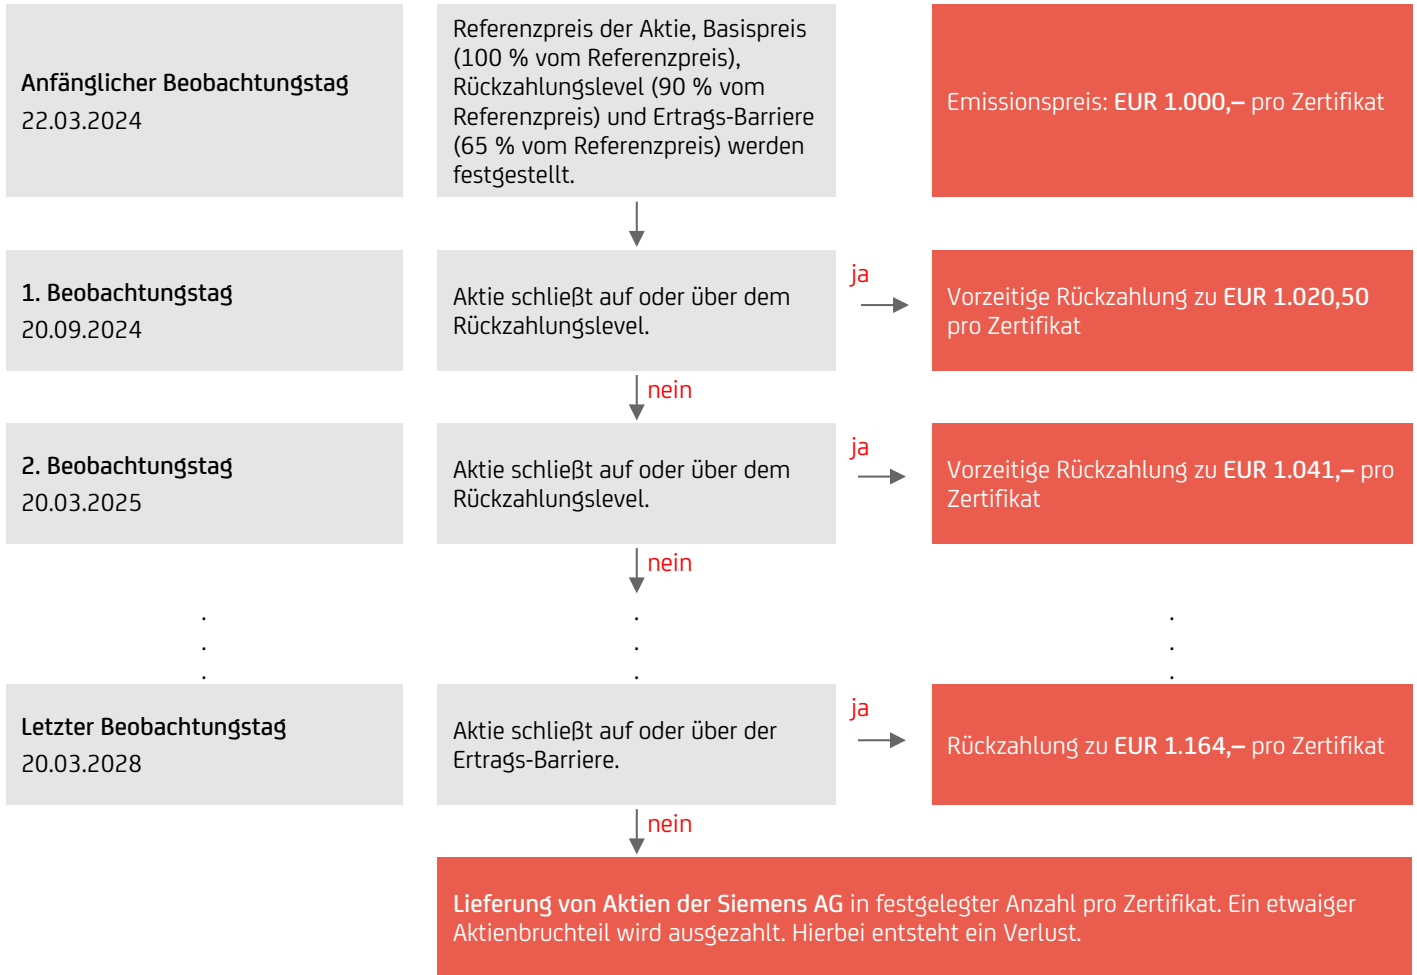 Anfänglicher Beobachtungstag
22.03.2024
Referenzpreis der Aktie, Basispreis
(100 % vom Referenzpreis),
Rückzahlungslevel (90 % vom
Referenzpreis) und Ertrags-Barriere
(65 % vom Referenzpreis) werden
festgestellt.
Emissionspreis: EUR 1.000,– pro Zertifikat
1. Beobachtungstag
20.09.2024
Aktie schließt auf oder über dem
Rückzahlungslevel.
ja
Vorzeitige Rückzahlung zu EUR 1.020,50
pro Zertifikat
nein
2. Beobachtungstag
20.03.2025
Aktie schließt auf oder über dem
Rückzahlungslevel.
ja
Vorzeitige Rückzahlung zu EUR 1.041,– pro
Zertifikat
nein
. . .
. . .
. . .
Letzter Beobachtungstag
20.03.2028
Aktie schließt auf oder über der
Ertrags-Barriere.
ja
Rückzahlung zu EUR 1.164,– pro Zertifikat
nein
Lieferung von Aktien der Siemens AG in festgelegter Anzahl pro Zertifikat. Ein etwaiger
Aktienbruchteil wird ausgezahlt. Hierbei entsteht ein Verlust.